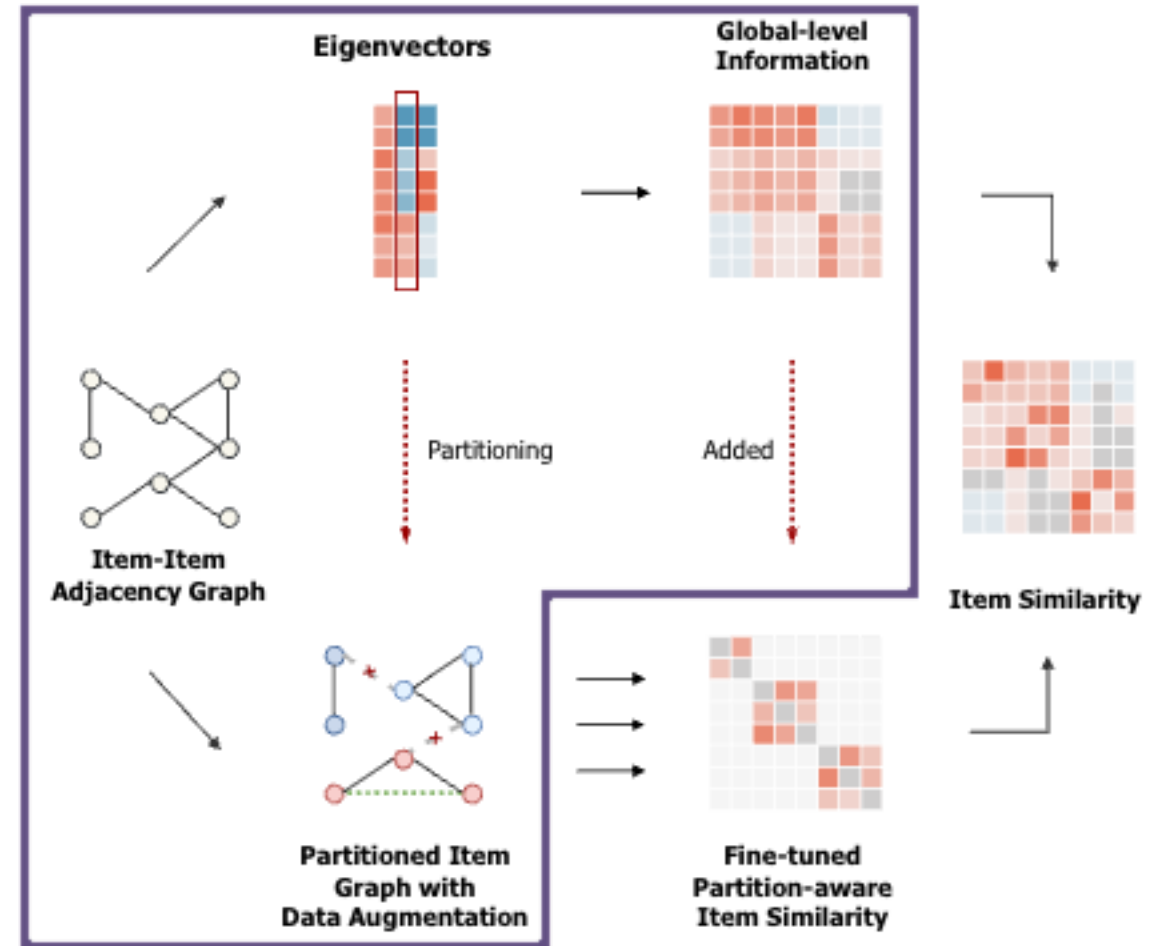 Eigenvectors
Global-level
Information
Partitioning
Added
Item-Item
Adjacency Graph
Item Similarity
Partitioned Item
Graph with
Data Augmentation
Fine-tuned
Partition-aware
Item Similarity